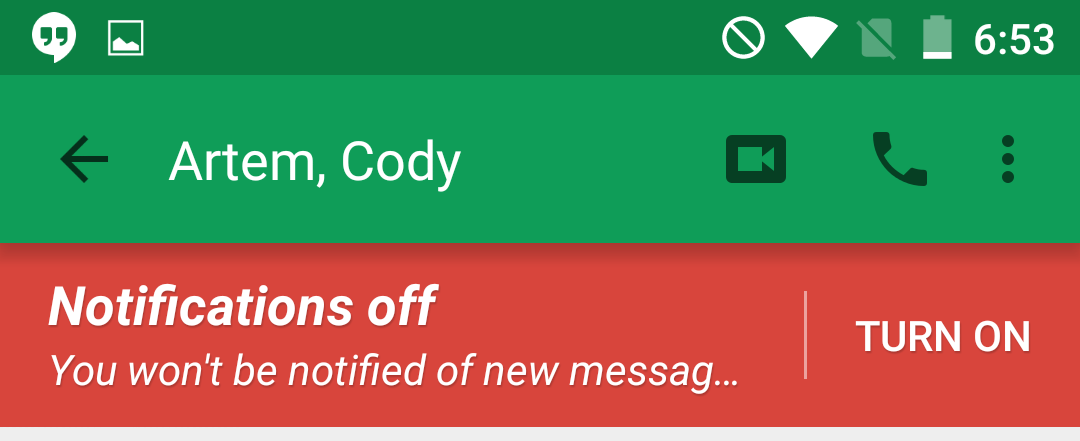 6:53
Artem, Cody
Notifications off
You won't be notified of new messag...
TURN ON